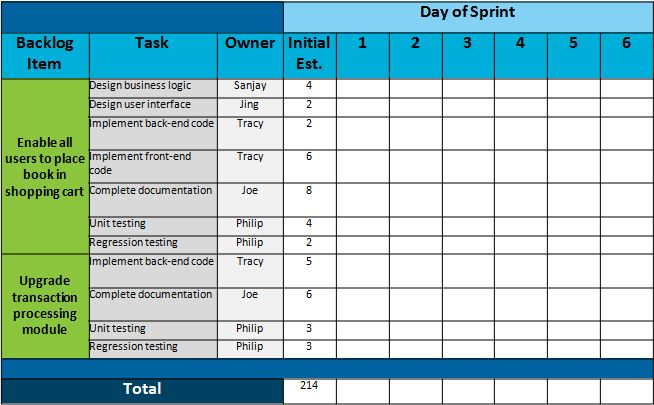 Day of Sprint
Backlog Item Task Owner Initial Est. 1 2 3 4 5 6
Enable all users to place book in shopping cart
Design business logic Sanjay 4
Design user interface Jing 2
Implement back-end code Tracy 2
Implement front-end code Tracy 6
Complete documentation Joe 8
Unit testing Philip 4
Regression testing Philip 2
Upgrade transaction processing module
Implement back-end code Tracy 5
Complete documentation Joe 6
Unit testing Philip 3
Regression testing Philip 3
Total 214